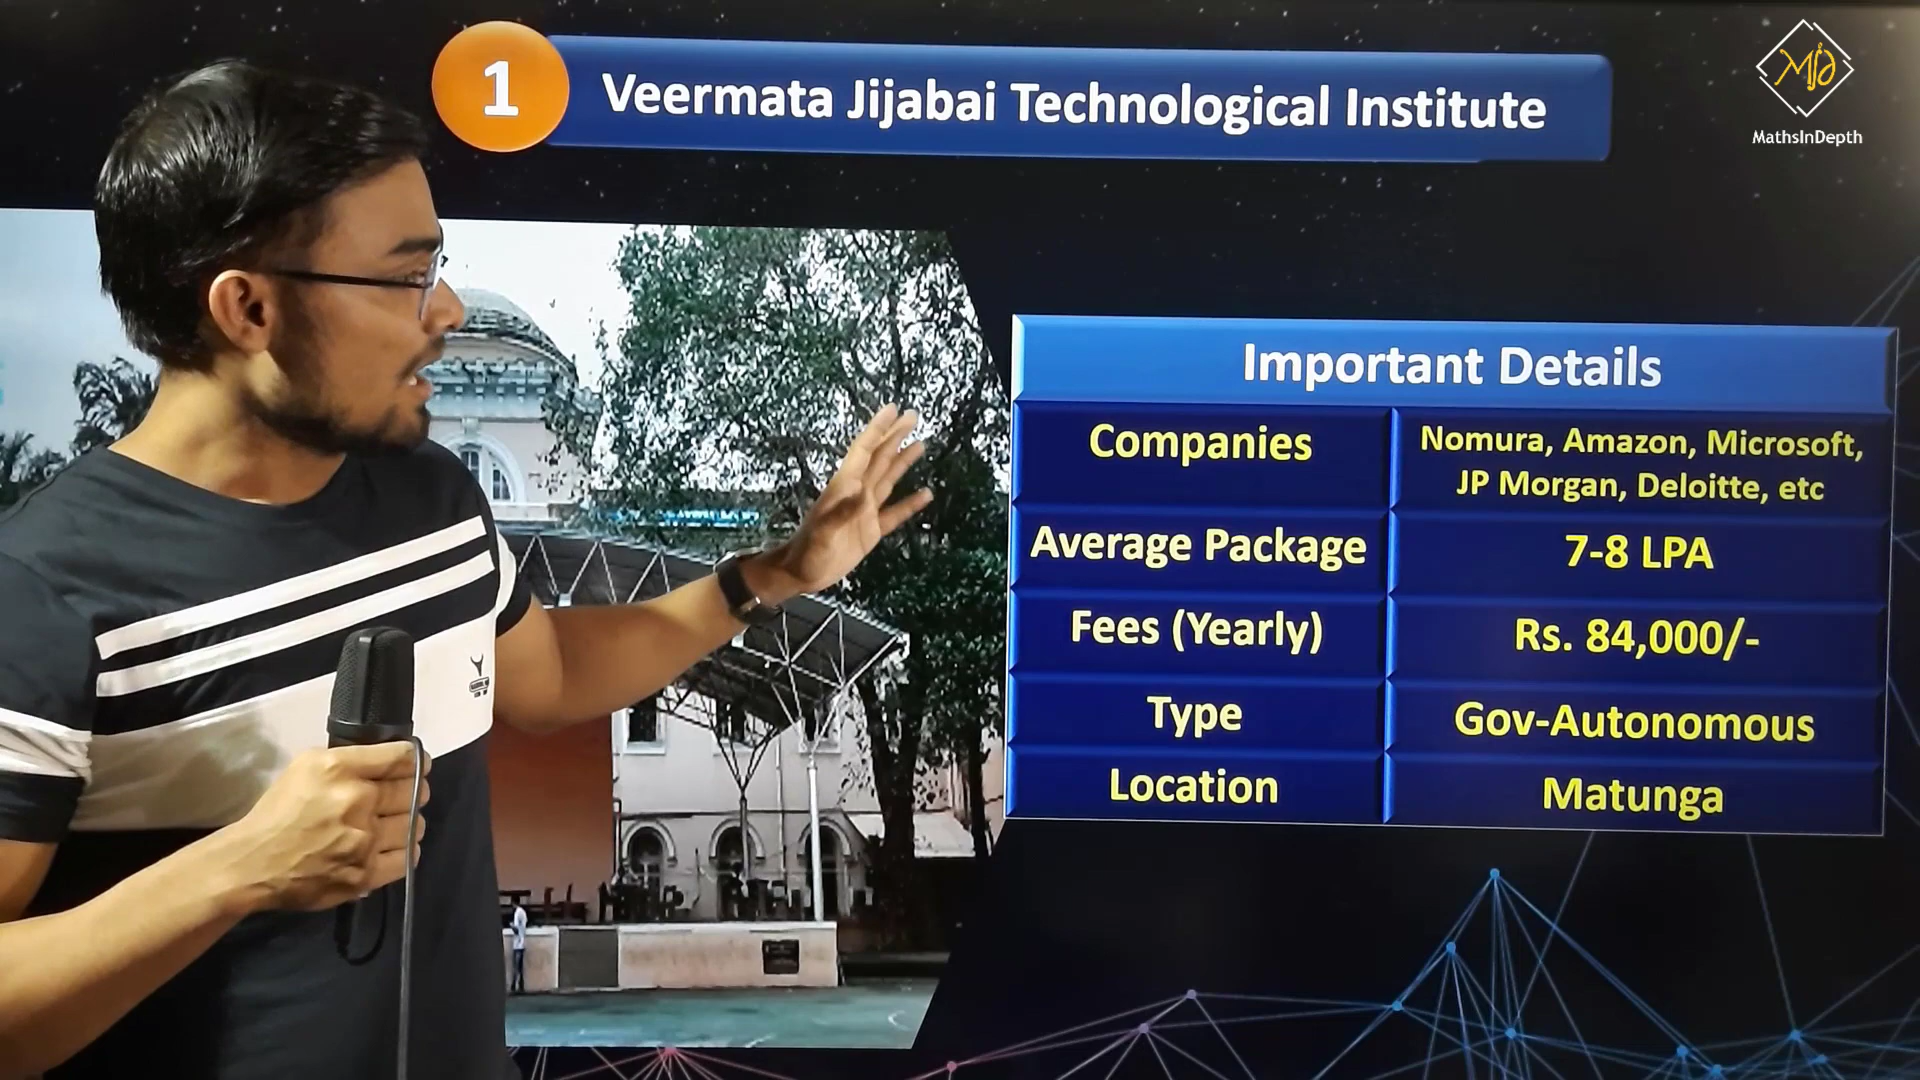 1
Veermata Jijabai Technological Institute
MJD
MathsInDepth
Important Details
Companies
Nomura, Amazon, Microsoft,
JP Morgan, Deloitte, etc
Average Package
7-8 LPA
Fees (Yearly)
Rs. 84,000/-
Type
Gov-Autonomous
Location
Matunga